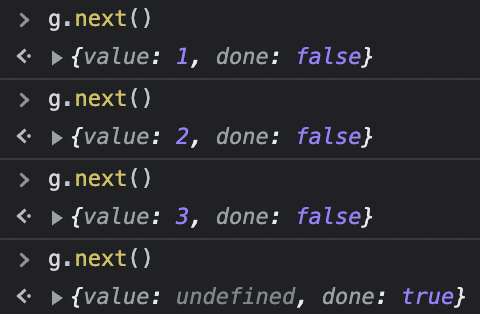 > g.next()
<· ▶ {value: 1, done: false}
> g.next()
<· ▶ {value: 2, done: false}
> g.next()
<· ▶ {value: 3, done: false}
> g.next()
<· ▶ {value: undefined, done: true}